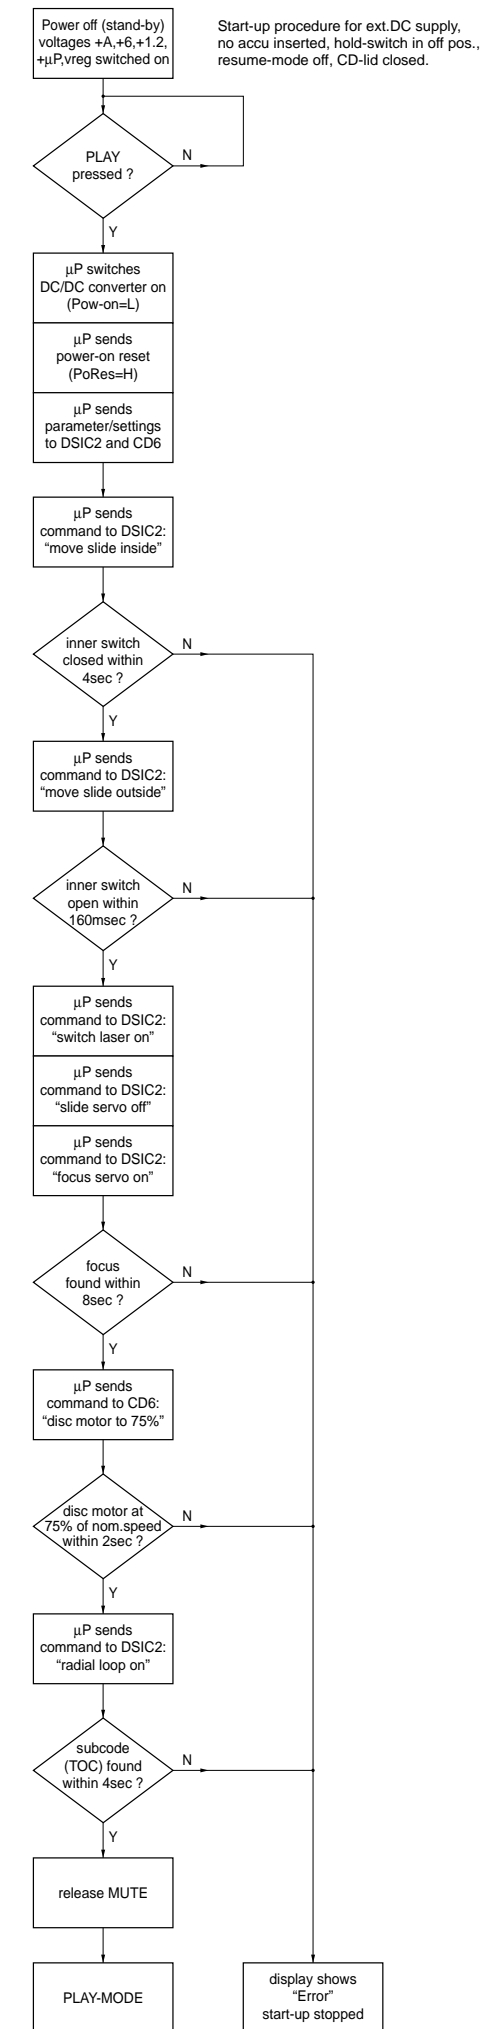 Power off (stand-by)
voltages +A,+6,+1.2,
+µP,vreg switched on
Start-up procedure for ext.DC supply,
no accu inserted, hold-switch in off pos.,
resume-mode off, CD-lid closed.
PLAY
pressed ?
N
Y
µP switches
DC/DC converter on
(Pow-on=L)
µP sends
power-on reset
(PoRes=H)
µP sends
parameter/settings
to DSIC2 and CD6
µP sends
command to DSIC2:
“move slide inside”
inner switch
closed within
4sec ?
N
Y
µP sends
command to DSIC2:
“move slide outside”
inner switch
open within
160msec ?
N
Y
µP sends
command to DSIC2:
“switch laser on”
µP sends
command to DSIC2:
“slide servo off”
µP sends
command to DSIC2:
“focus servo on”
focus
found within
8sec ?
N
Y
µP sends
command to CD6:
“disc motor to 75%”
disc motor at
75% of nom.speed
within 2sec ?
N
Y
µP sends
command to DSIC2:
“radial loop on”
subcode
(TOC) found
within 4sec ?
N
Y
release MUTE
PLAY-MODE
display shows
“Error”
start-up stopped